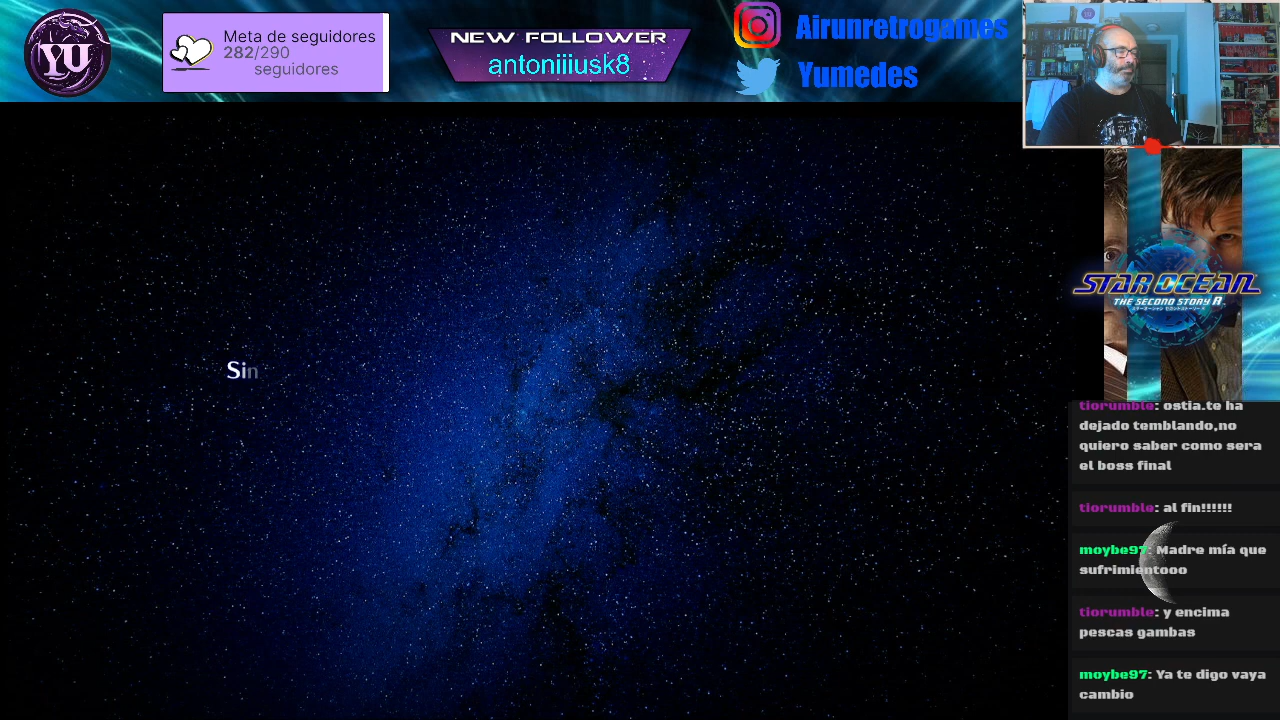 YU
Meta de seguidores
282/290
seguidores
NEW FOLLOWER
antoniiiusk8
Airunretrogames
Yumedes
Sin
STAR OCEAN
THE SECOND STORY R
tiorumble: ostia.te ha
dejado temblando,no
quiero saber como sera
el boss final
tiorumble: al fin!!!!!!
moybe97: Madre mía que
sufrimientooo
tiorumble: y encima
pescas gambas
moybe97: Ya te digo vaya
cambio